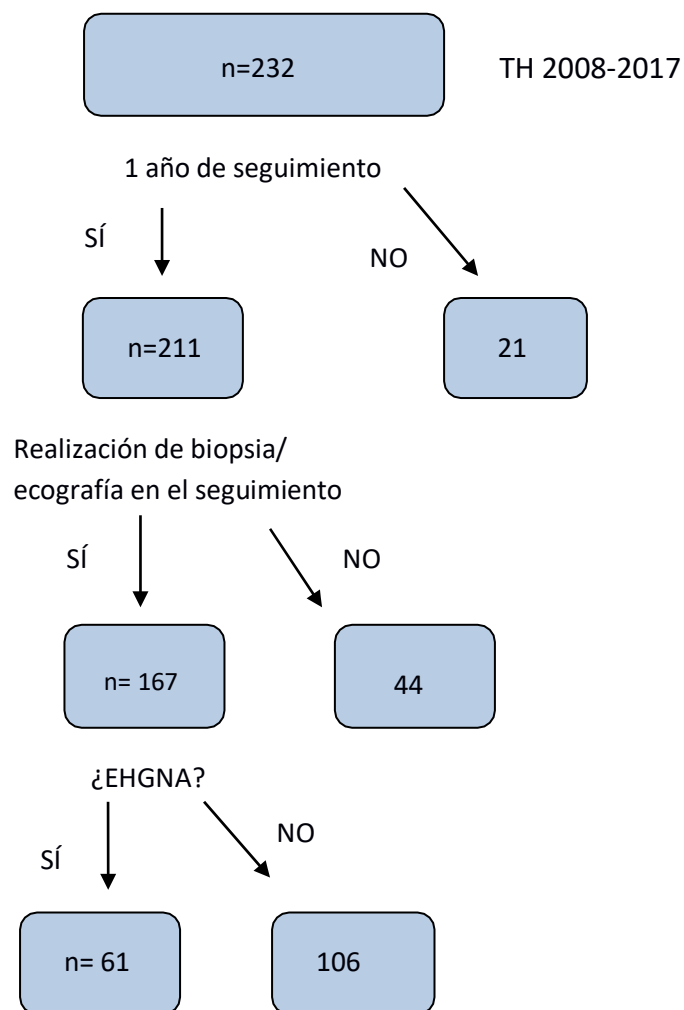 n=232
TH 2008-2017
1 año de seguimiento
SÍ
NO
n=211
21
Realización de biopsia/
ecografía en el seguimiento
SÍ
NO
n= 167
44
¿EHGNA?
SÍ
NO
n= 61
106